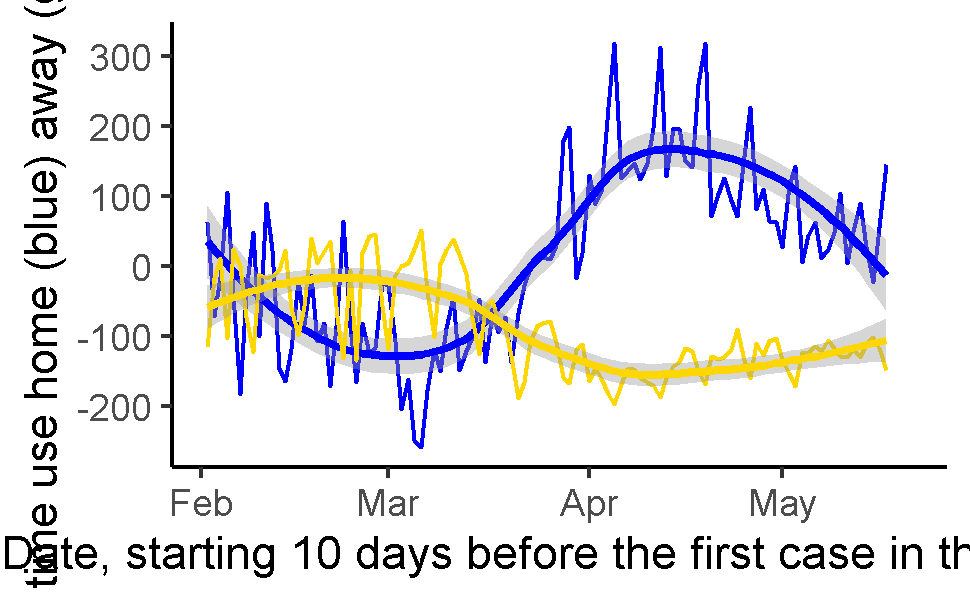 time use home (blue) away (
300
200
100
0
-100
-200
Feb Mar Apr May
Date, starting 10 days before the first case in th